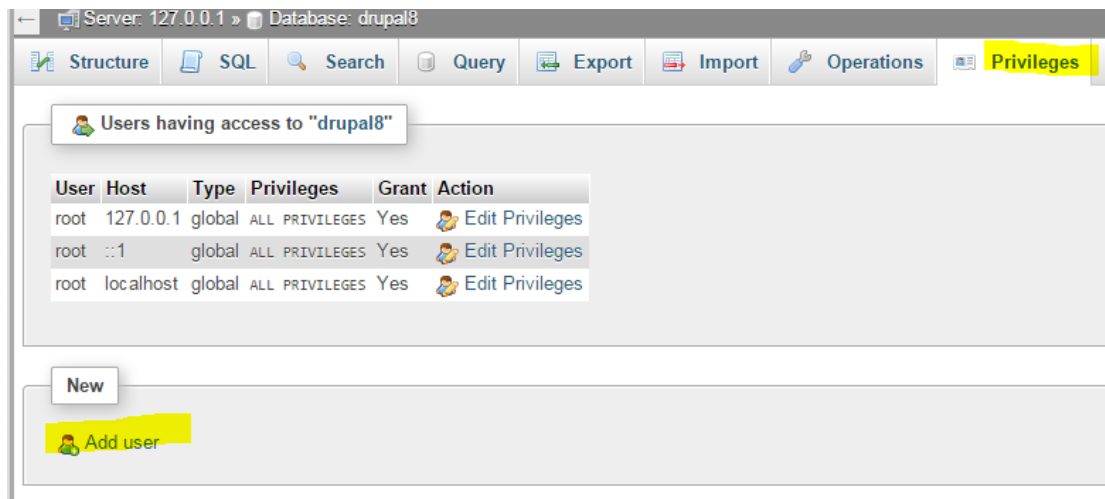 Server: 127.0.0.1 » Database: drupal8
Structure SQL Search Query Export Import Operations Privileges
Users having access to "drupal8"
User Host Type Privileges Grant Action
root 127.0.0.1 global ALL PRIVILEGES Yes Edit Privileges
root ::1 global ALL PRIVILEGES Yes Edit Privileges
root localhost global ALL PRIVILEGES Yes Edit Privileges
New
Add user